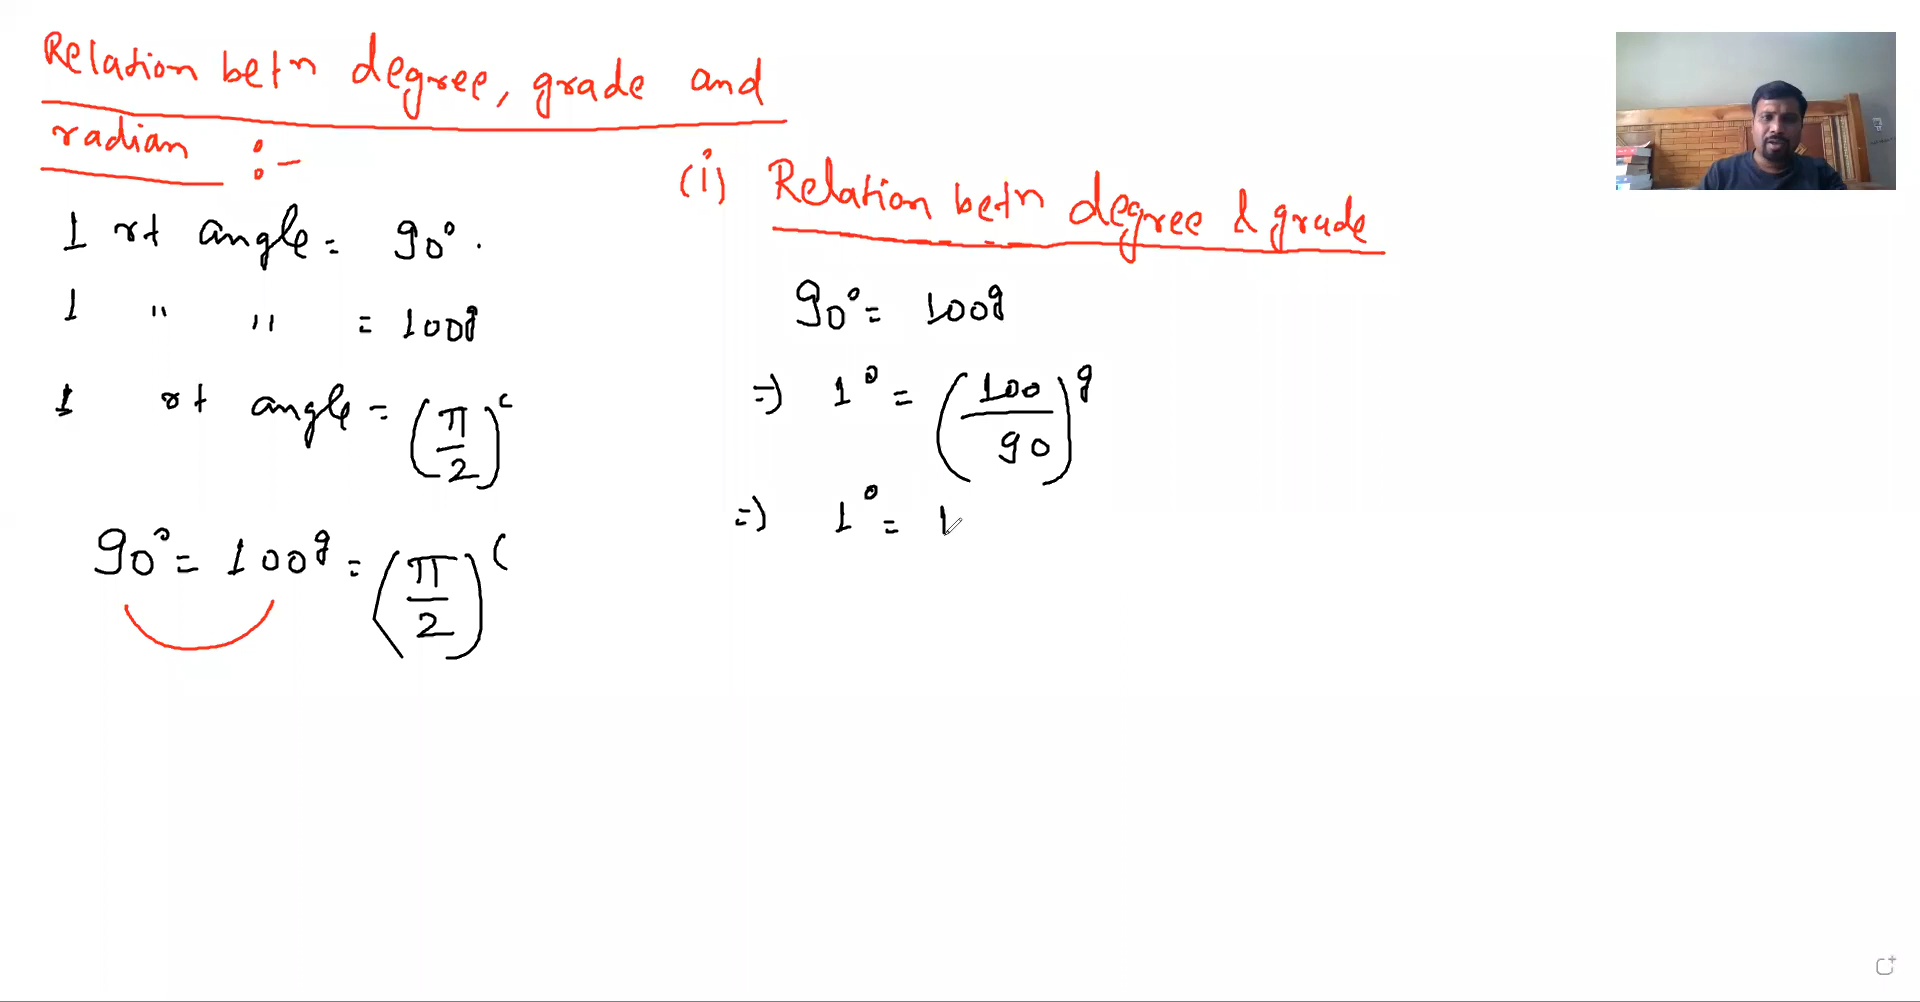 Relation betn degree, grade and
radian :-
1 rt angle = 90°.
1 " " = 100g
1 rt angle = (π/2)c
90° = 100g = (π/2)c
(i) Relation betn degree & grade
90° = 100g
=) 1° = (100/90)g
=) 1° = 1